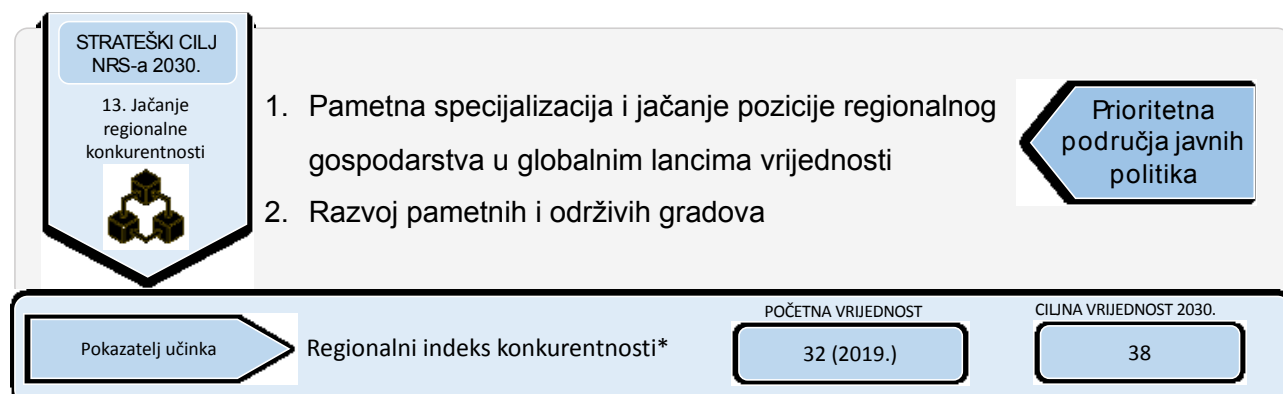 STRATEŠKI CILJ
NRS-a 2030.
13. Jačanje
regionalne
konkurentnosti
1. Pametna specijalizacija i jačanje pozicije regionalnog
gospodarstva u globalnim lancima vrijednosti
2. Razvoj pametnih i održivih gradova
Prioritetna
područja javnih
politika
Pokazatelj učinka
Regionalni indeks konkurentnosti*
POČETNA VRIJEDNOST
32 (2019.)
CILJNA VRIJEDNOST 2030.
38